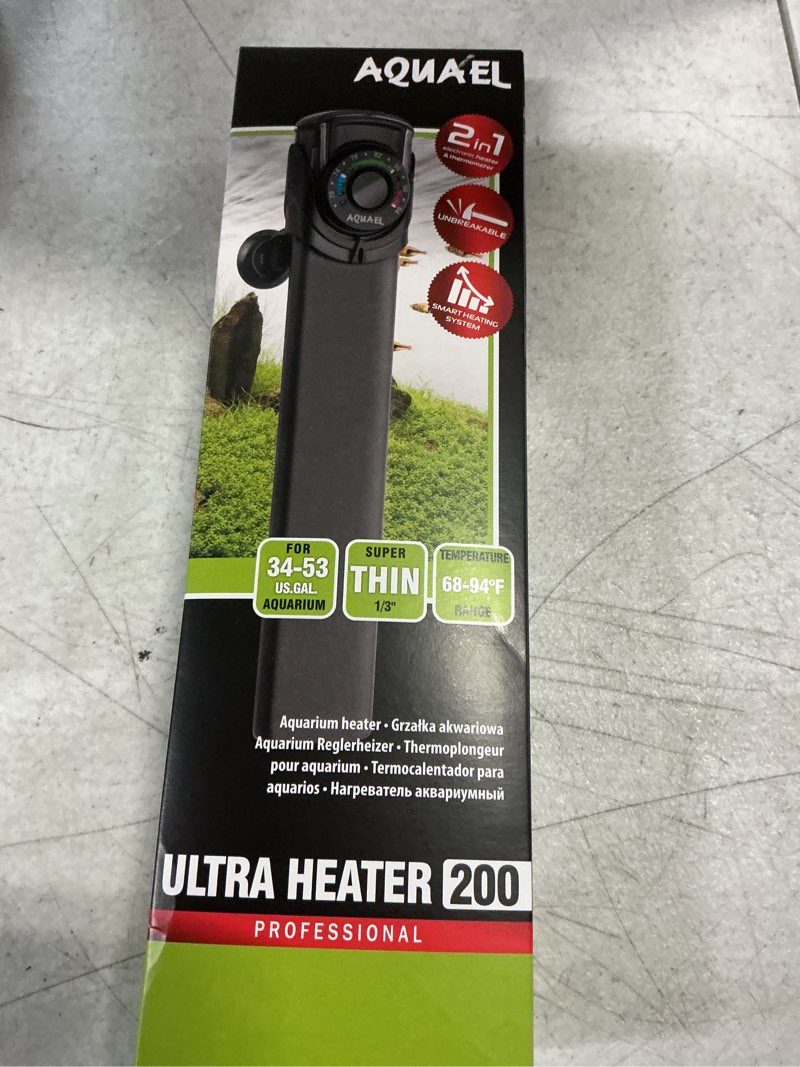 AQUAEL
2in1
electronic heater
& thermometer
AQUAEL
UNBREAKABLE
SMART HEATING
SYSTEM
FOR
34-53
US.GAL.
AQUARIUM
SUPER
THIN
1/3"
TEMPERATURE
68-94°F
RANGE
Aquarium heater • Grzałka akwariowa
Aquarium Reglerheizer • Thermoplongeur
pour aquarium • Termocalentador para
aquarios • Нагреватель аквариумный
ULTRA HEATER 200
PROFESSIONAL